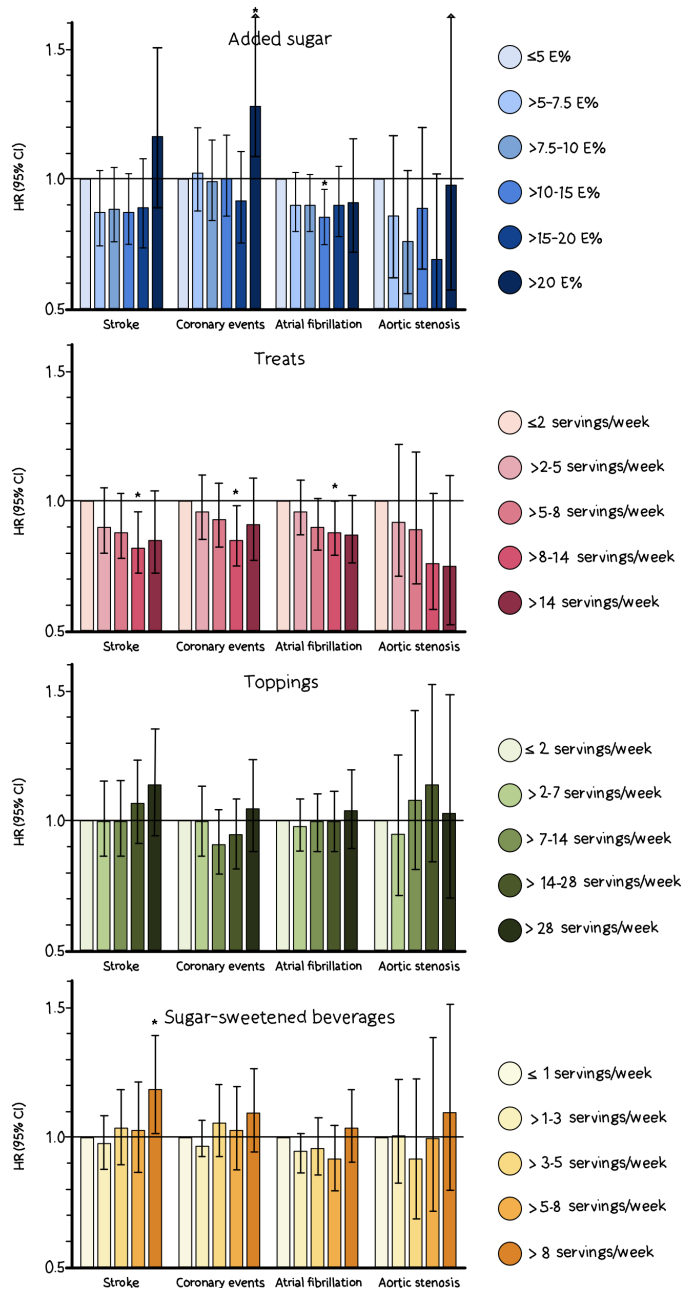 Added sugar
HR (95% CI)
1.5
1.0
0.5
*
*
Stroke
Coronary events
Atrial fibrillation
Aortic stenosis
≤5 E%
>5-7.5 E%
>7.5-10 E%
>10-15 E%
>15-20 E%
>20 E%
Treats
HR (95% CI)
1.5
1.0
0.5
*
*
*
Stroke
Coronary events
Atrial fibrillation
Aortic stenosis
≤2 servings/week
>2-5 servings/week
>5-8 servings/week
>8-14 servings/week
>14 servings/week
Toppings
HR (95% CI)
1.5
1.0
0.5
Stroke
Coronary events
Atrial fibrillation
Aortic stenosis
≤ 2 servings/week
> 2-7 servings/week
> 7-14 servings/week
> 14-28 servings/week
> 28 servings/week
Sugar-sweetened beverages
HR (95% CI)
1.5
1.0
0.5
*
Stroke
Coronary events
Atrial fibrillation
Aortic stenosis
≤ 1 servings/week
>1-3 servings/week
> 3-5 servings/week
>5-8 servings/week
> 8 servings/week